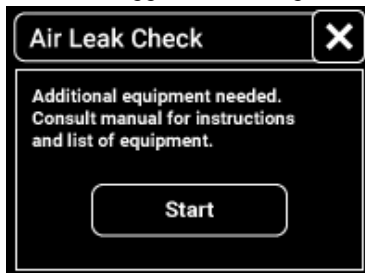 Air Leak Check
Additional equipment needed.
Consult manual for instructions
and list of equipment.
Start